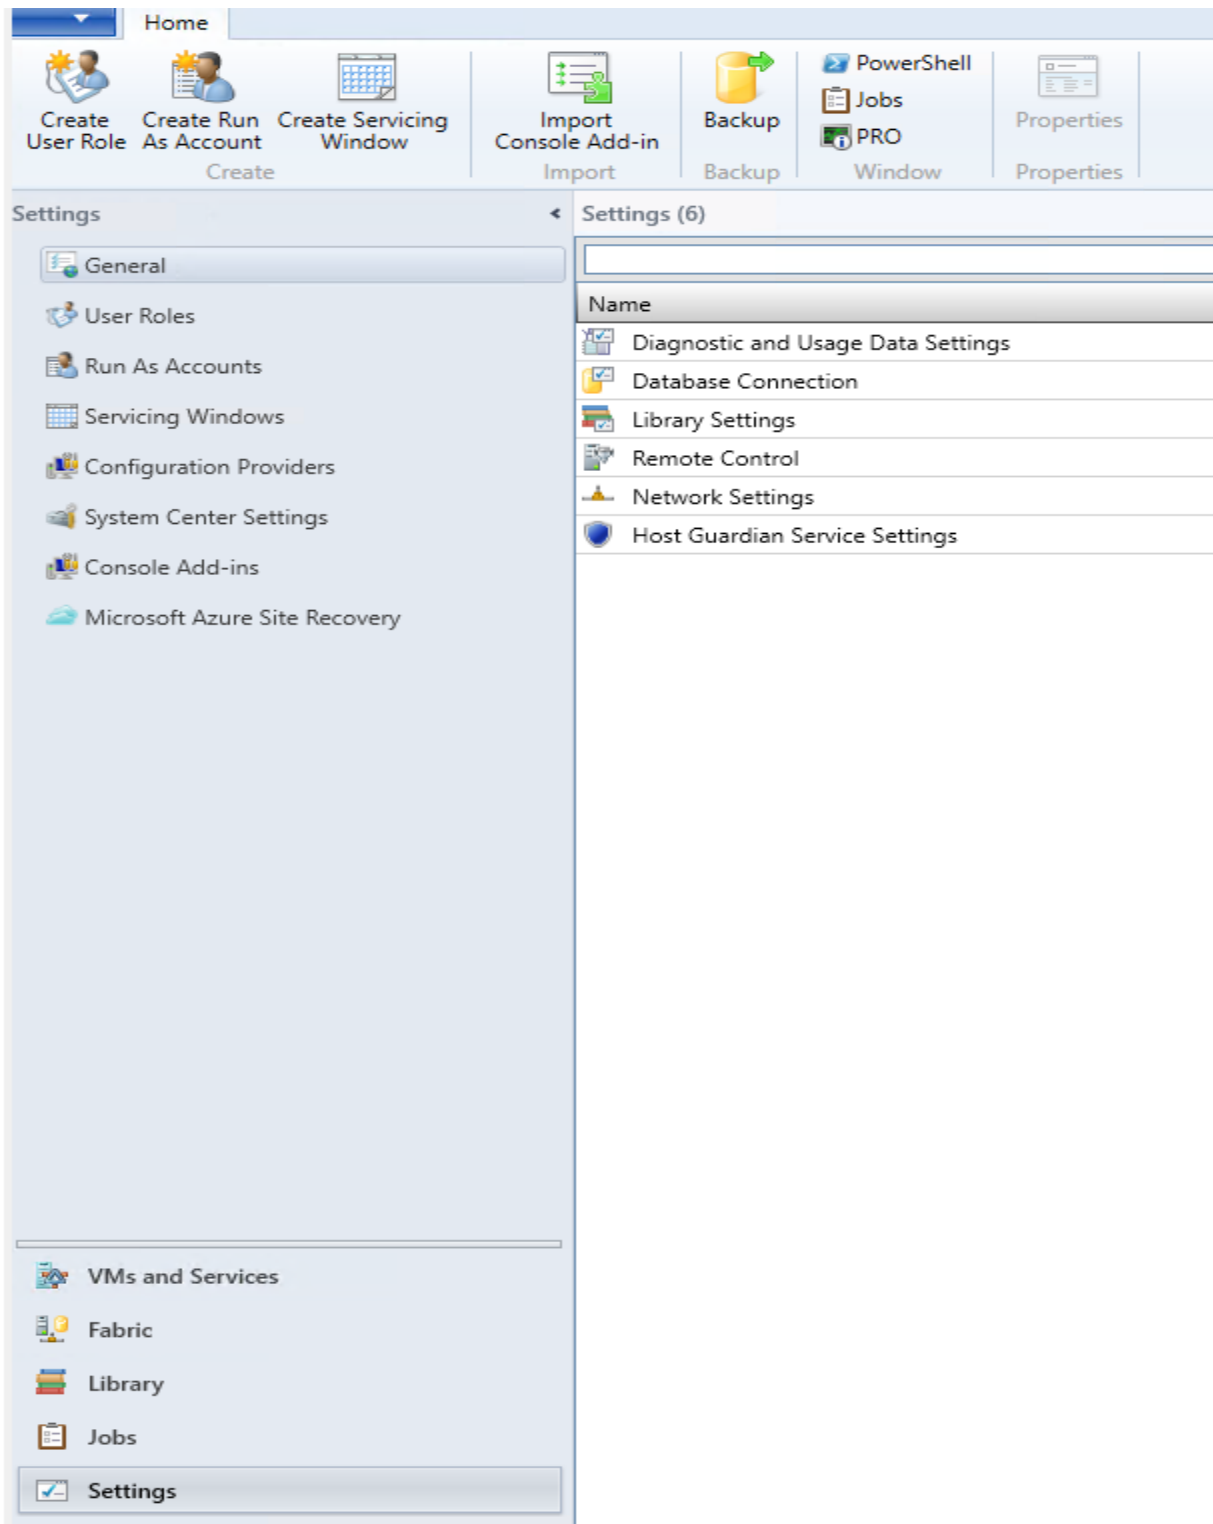 Home
Create
User Role
Create Run
As Account
Create Servicing
Window
Create
Import
Console Add-in
Import
Backup
Backup
PowerShell
Jobs
PRO
Window
Properties
Properties
Settings
General
User Roles
Run As Accounts
Servicing Windows
Configuration Providers
System Center Settings
Console Add-ins
Microsoft Azure Site Recovery
VMs and Services
Fabric
Library
Jobs
Settings
Settings (6)
Name
Diagnostic and Usage Data Settings
Database Connection
Library Settings
Remote Control
Network Settings
Host Guardian Service Settings